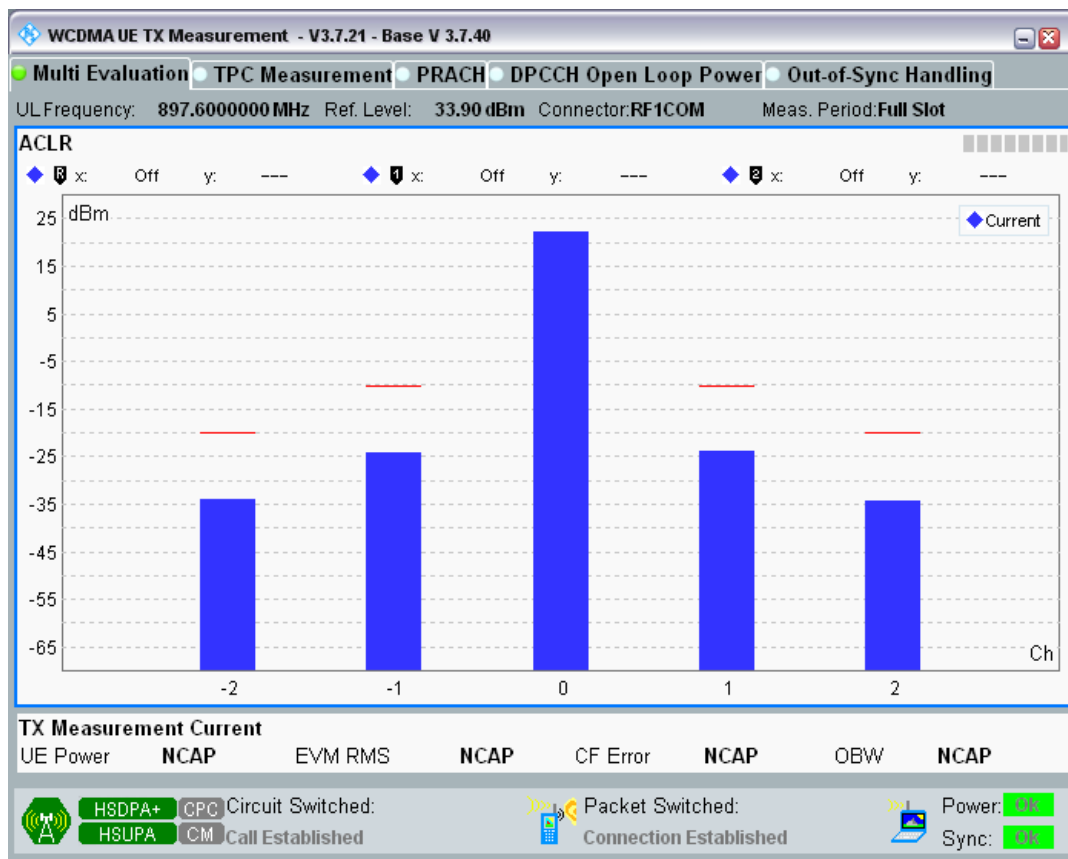 WCDMA UE TX Measurement - V3.7.21 - Base V 3.7.40
Multi Evaluation TPC Measurement PRACH DPCCH Open Loop Power Out-of-Sync Handling
UL Frequency: 897.6000000 MHz Ref. Level: 33.90 dBm Connector:RF1COM Meas. Period:Full Slot
ACLR
R x: Off y: --- 1 x: Off y: --- 2 x: Off y: ---
dBm
Current
25
15
5
-5
-15
-25
-35
-45
-55
-65
Ch
-2 -1 0 1 2
TX Measurement Current
UE Power NCAP EVM RMS NCAP CF Error NCAP OBW NCAP
HSDPA+ CPC Circuit Switched: Packet Switched: Power: OK
HSUPA CM Call Established Connection Established Sync: OK